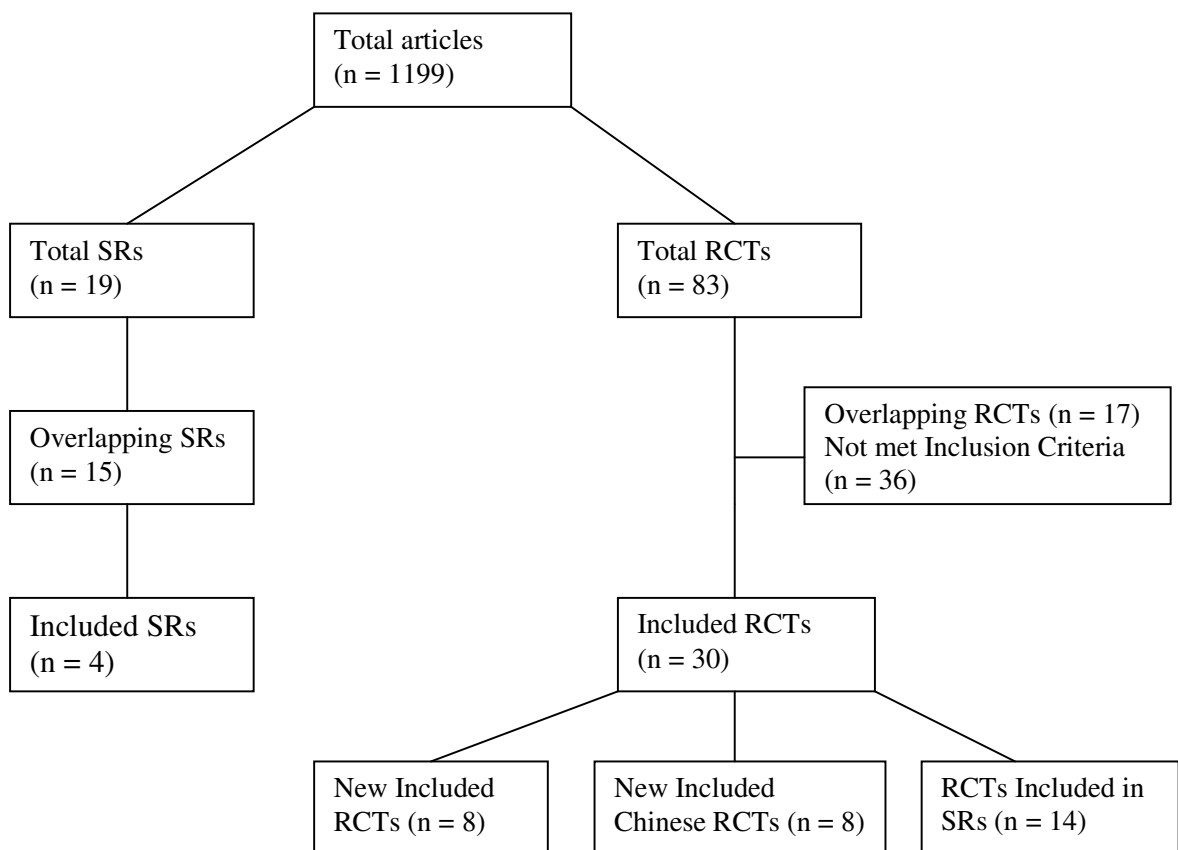 Total articles
(n = 1199)
Total SRs
(n = 19)
Total RCTs
(n = 83)
Overlapping SRs
(n = 15)
Overlapping RCTs (n = 17)
Not met Inclusion Criteria
(n = 36)
Included SRs
(n = 4)
Included RCTs
(n = 30)
New Included
RCTs (n = 8)
New Included
Chinese RCTs (n = 8)
RCTs Included in
SRs (n = 14)